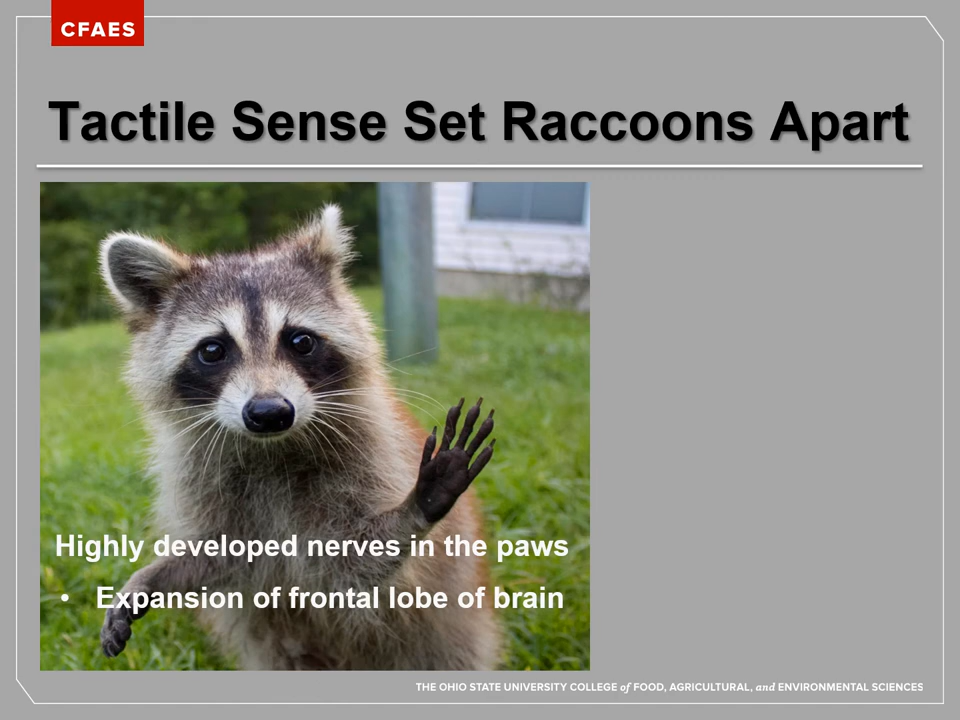 CFAES
Tactile Sense Set Raccoons Apart
Highly developed nerves in the paws
• Expansion of frontal lobe of brain
THE OHIO STATE UNIVERSITY COLLEGE of FOOD, AGRICULTURAL, and ENVIRONMENTAL SCIENCES